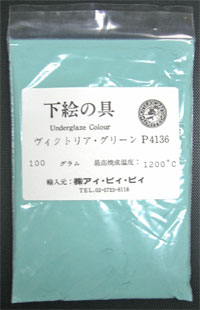 下絵の具
Underglaze Colour
ヴィクトリア・グリーン P4136
100 グラム 最高焼成温度: 1200°C
輸入元: ㈱アイ・ピィ・ピィ